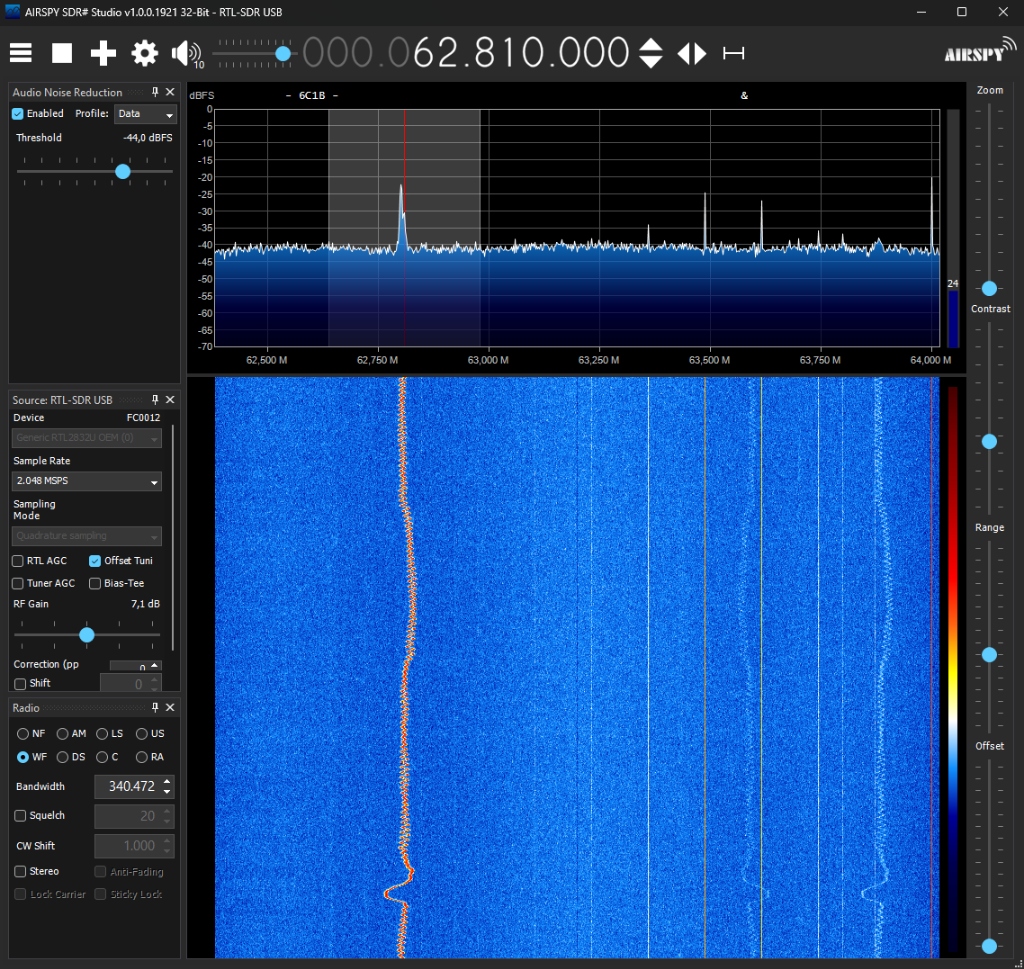 AIRSPY SDR# Studio v1.0.0.1921 32-Bit - RTL-SDR USB
10
000.062.810.000
AIRSPY
Audio Noise Reduction
Enabled Profile: Data
Threshold -44,0 dBFS
Source: RTL-SDR USB
Device FC0012
Generic RTL2832U OEM (0)
Sample Rate
2.048 MSPS
Sampling
Mode
Quadrature sampling
RTL AGC Offset Tuni
Tuner AGC Bias-Tee
RF Gain 7,1 dB
Correction (pp 0
Shift 0
Radio
NF AM LS US
WF DS C RA
Bandwidth 340.472
Squelch 20
CW Shift 1.000
Stereo Anti-Fading
Lock Carrier Sticky Lock
dBFS - 6C1B - &
0
-5
-10
-15
-20
-25
-30
-35
-40
-45
-50
-55
-60
-65
-70
24
62,500 M 62,750 M 63,000 M 63,250 M 63,500 M 63,750 M 64,000 M
Zoom
Contrast
Range
Offset